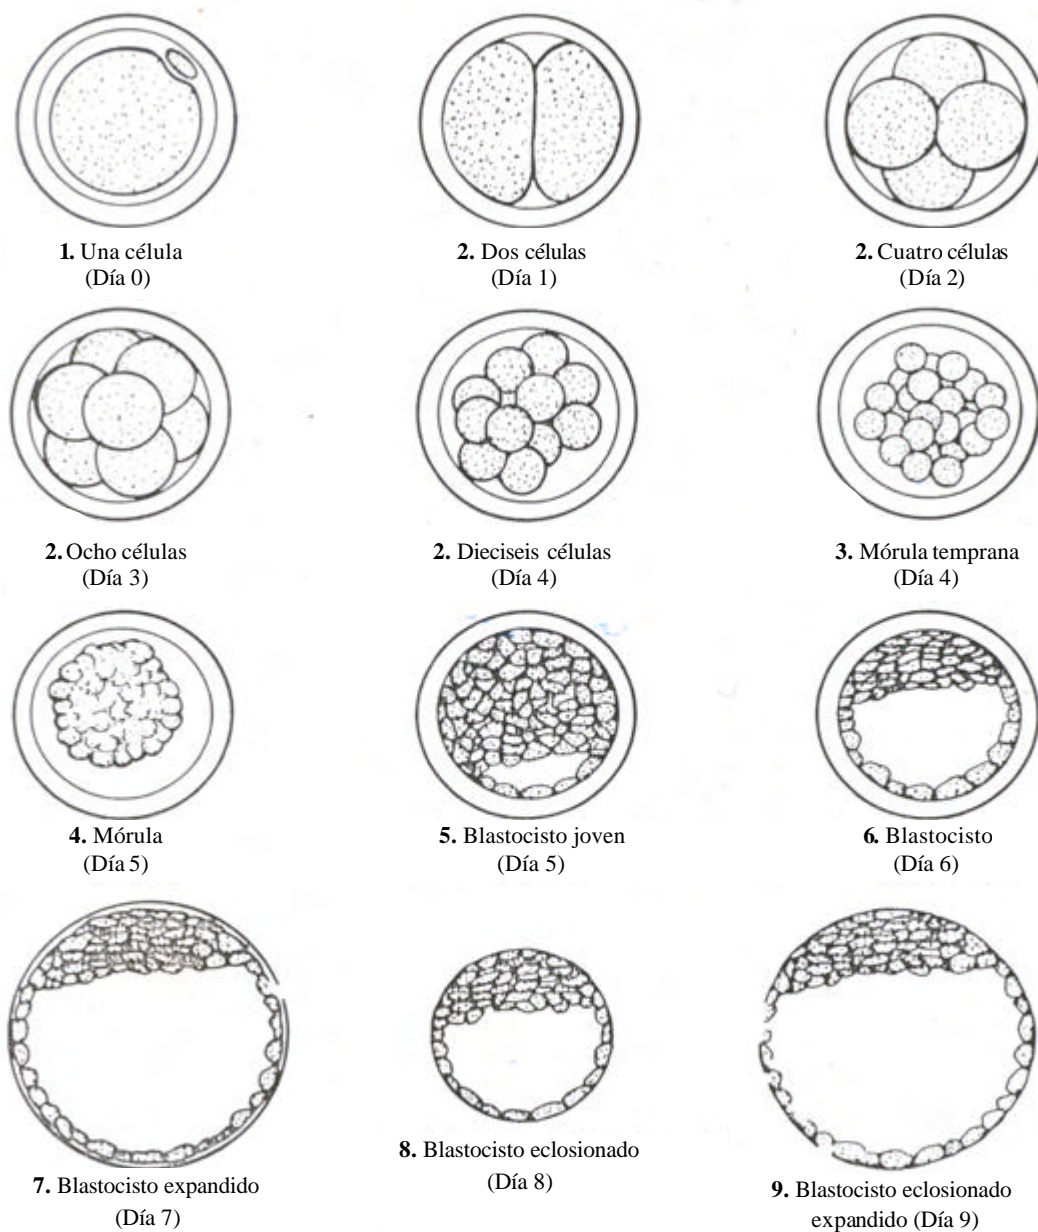 1. Una célula
(Día 0)
2. Dos células
(Día 1)
2. Cuatro células
(Día 2)
2. Ocho células
(Día 3)
2. Dieciseis células
(Día 4)
3. Mórula temprana
(Día 4)
4. Mórula
(Día 5)
5. Blastocisto joven
(Día 5)
6. Blastocisto
(Día 6)
7. Blastocisto expandido
(Día 7)
8. Blastocisto eclosionado
(Día 8)
9. Blastocisto eclosionado
expandido (Día 9)